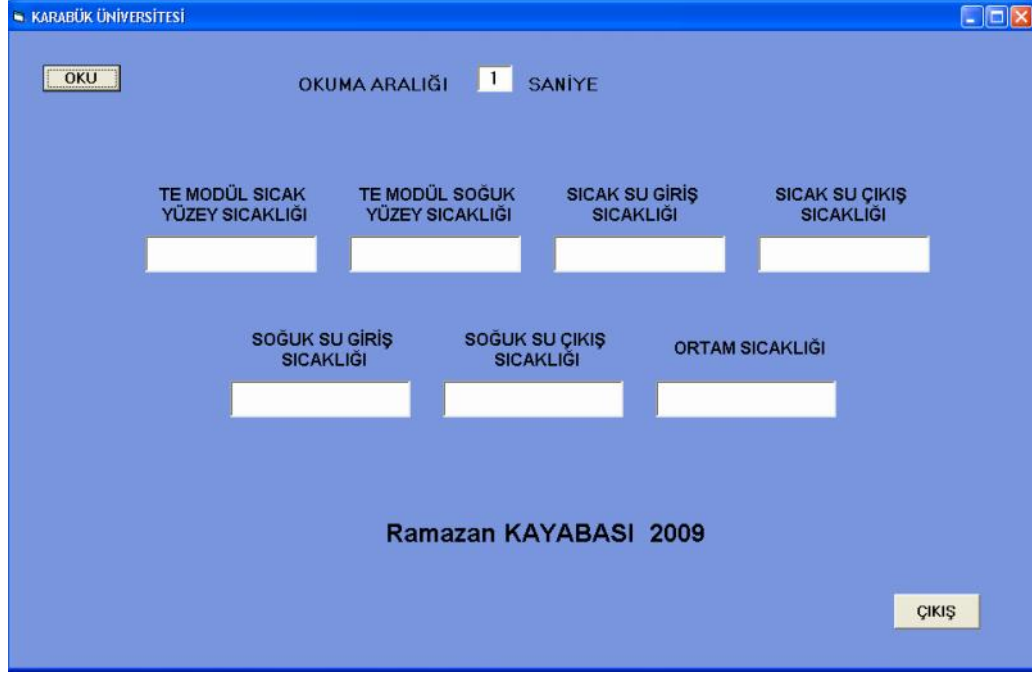 KARABÜK ÜNİVERSİTESİ
OKU
OKUMA ARALIĞI 1 SANİYE
TE MODÜL SICAK
YÜZEY SICAKLIĞI
TE MODÜL SOĞUK
YÜZEY SICAKLIĞI
SICAK SU GİRİŞ
SICAKLIĞI
SICAK SU ÇIKIŞ
SICAKLIĞI
SOĞUK SU GİRİŞ
SICAKLIĞI
SOĞUK SU ÇIKIŞ
SICAKLIĞI
ORTAM SICAKLIĞI
Ramazan KAYABASI 2009
ÇIKIŞ